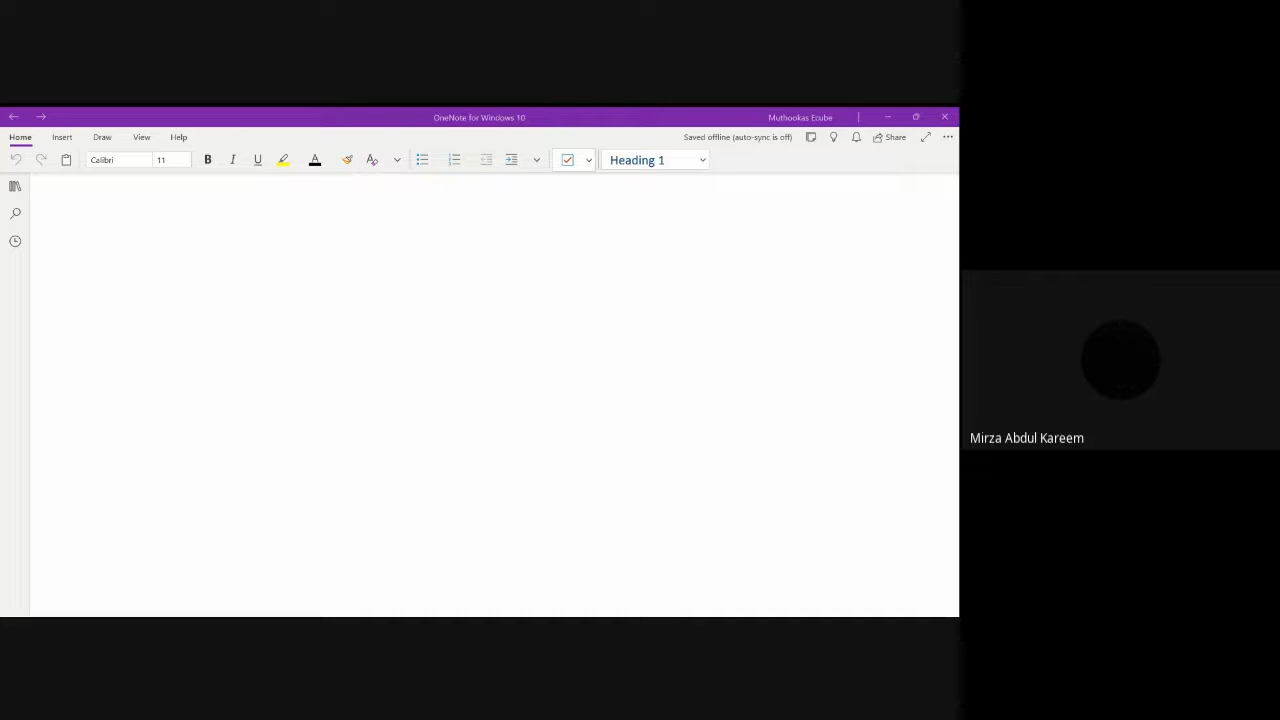 OneNote for Windows 10
Muthookas Ecube
Home Insert Draw View Help
Saved offline (auto-sync is off)
Share
Calibri 11 B I U A A Heading 1
Mirza Abdul Kareem